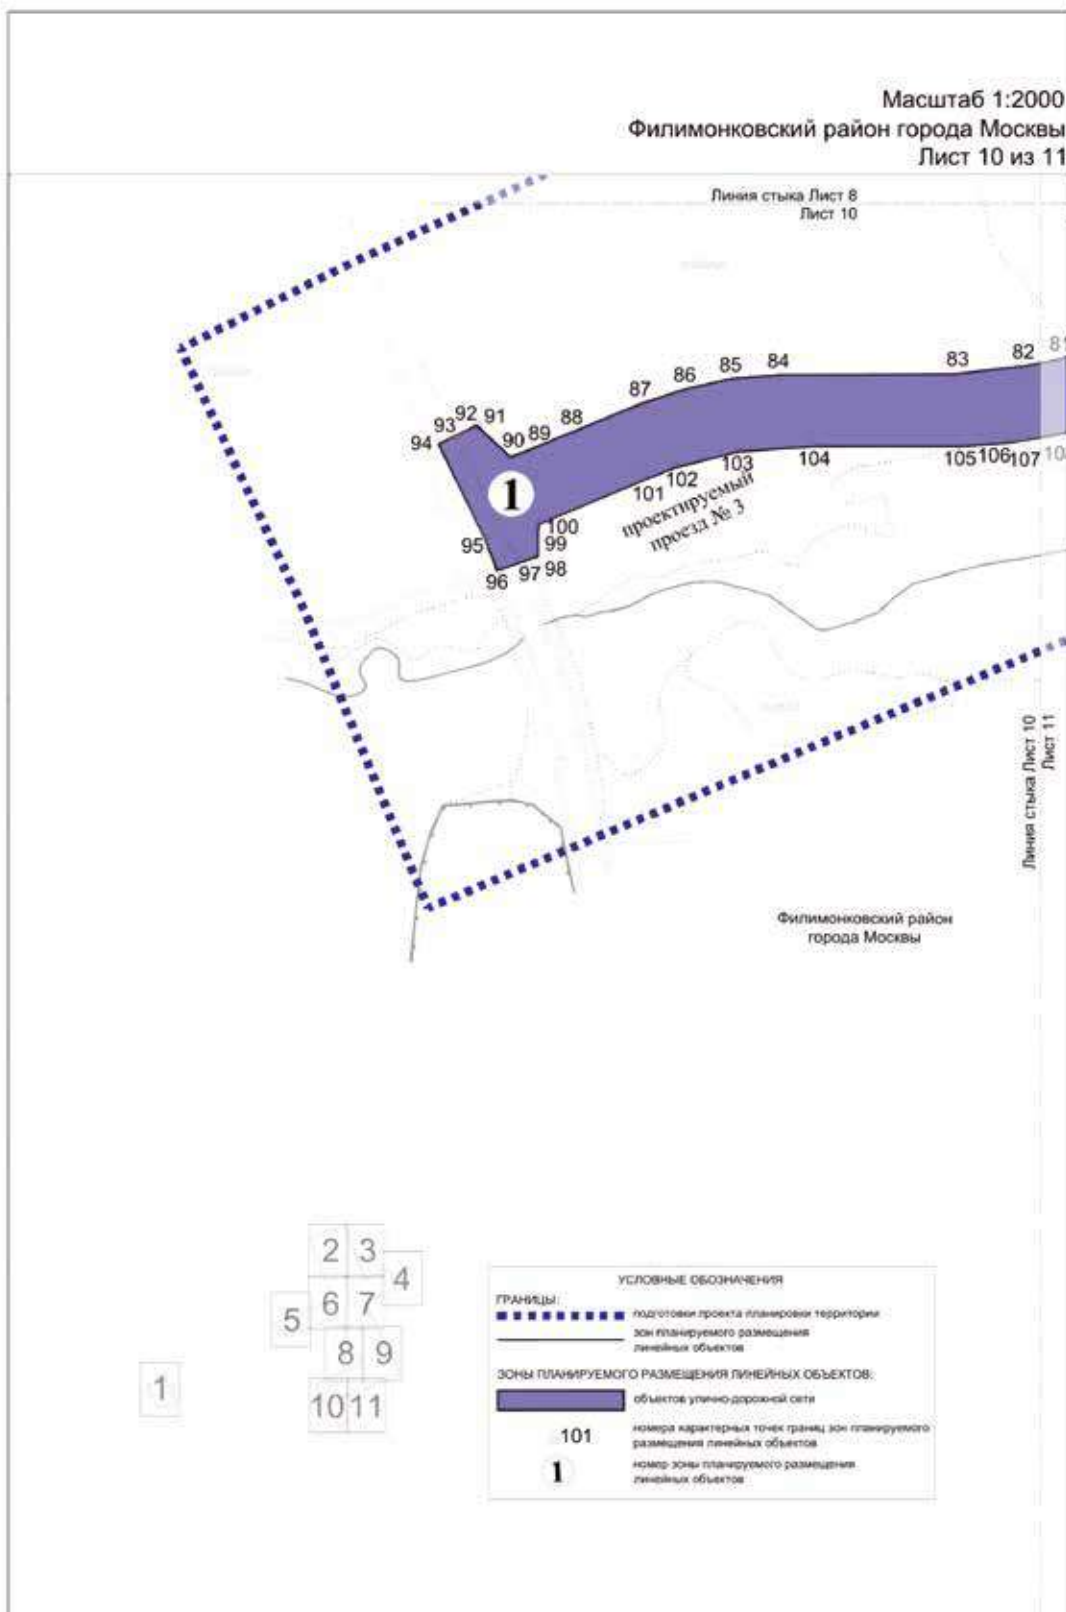 Масштаб 1:2000
Филимонковский район города Москвы
Лист 10 из 11
Линия стыка Лист 8
Лист 10
81
82
83
84
85
86
87
88
89
90
91
92
93
94
95
96
97
98
99
100
101
102
103
104
105
106
107
1
проектируемый
проезд № 3
Линия стыка Лист 10
Лист 11
Филимонковский район
города Москвы
2
3
4
5
6
7
8
9
1
10
11
УСЛОВНЫЕ ОБОЗНАЧЕНИЯ
ГРАНИЦЫ:
подготовки проекта планировки территории
зон планируемого размещения
линейных объектов
ЗОНЫ ПЛАНИРУЕМОГО РАЗМЕЩЕНИЯ ЛИНЕЙНЫХ ОБЪЕКТОВ:
объектов улично-дорожной сети
101
номера характерных точек границ зон планируемого
размещения линейных объектов
1
номер зоны планируемого размещения
линейных объектов